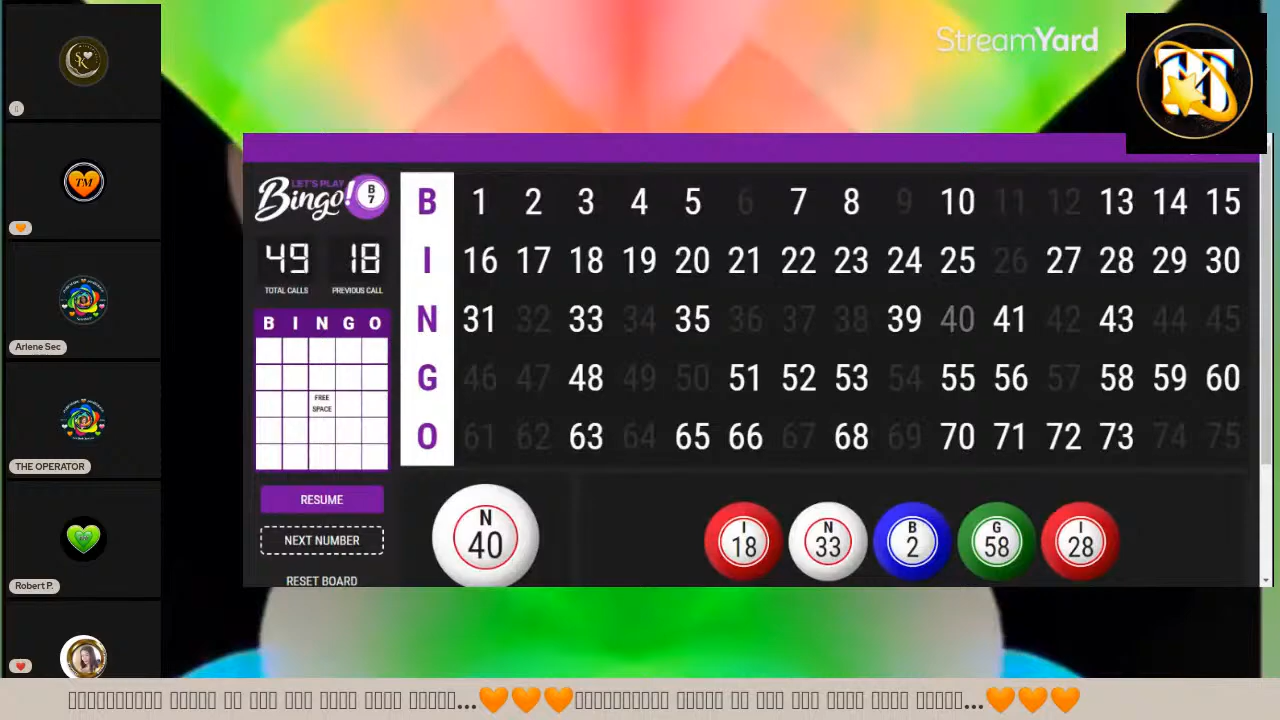 StreamYard
SK
TM
Arlene Sec
THE OPERATOR
Robert P.
LET'S PLAY
Bingo!
B
7
49 18
TOTAL CALLS PREVIOUS CALL
B I N G O
FREE
SPACE
RESUME
NEXT NUMBER
RESET BOARD
B 1 2 3 4 5 6 7 8 9 10 11 12 13 14 15
I 16 17 18 19 20 21 22 23 24 25 26 27 28 29 30
N 31 32 33 34 35 36 37 38 39 40 41 42 43 44 45
G 46 47 48 49 50 51 52 53 54 55 56 57 58 59 60
O 61 62 63 64 65 66 67 68 69 70 71 72 73 74 75
N
40
I
18
N
33
B
2
G
58
I
28